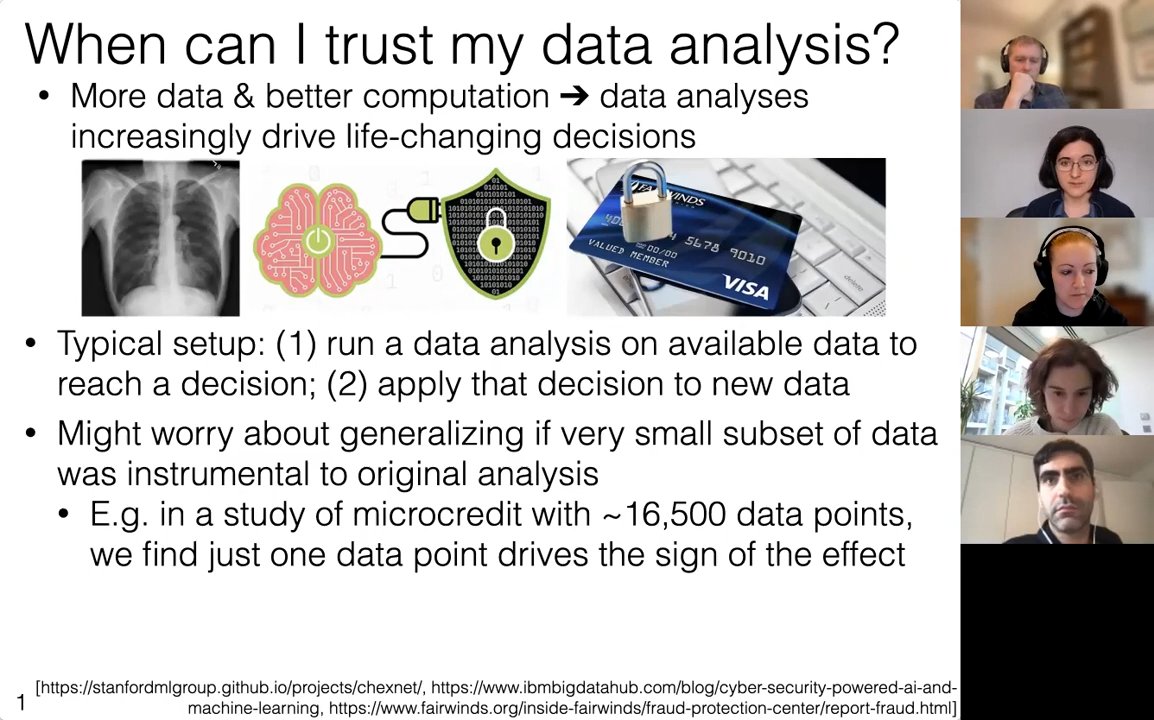 When can I trust my data analysis?
• More data & better computation ➔ data analyses
increasingly drive life-changing decisions
FAIRWINDS
5678 9010
00/00
VALUED MEMBER
VISA
delete
• Typical setup: (1) run a data analysis on available data to
reach a decision; (2) apply that decision to new data
• Might worry about generalizing if very small subset of data
was instrumental to original analysis
• E.g. in a study of microcredit with ~16,500 data points,
we find just one data point drives the sign of the effect
[https://stanfordmlgroup.github.io/projects/chexnet/, https://www.ibmbigdatahub.com/blog/cyber-security-powered-ai-and-
machine-learning, https://www.fairwinds.org/inside-fairwinds/fraud-protection-center/report-fraud.html]
1